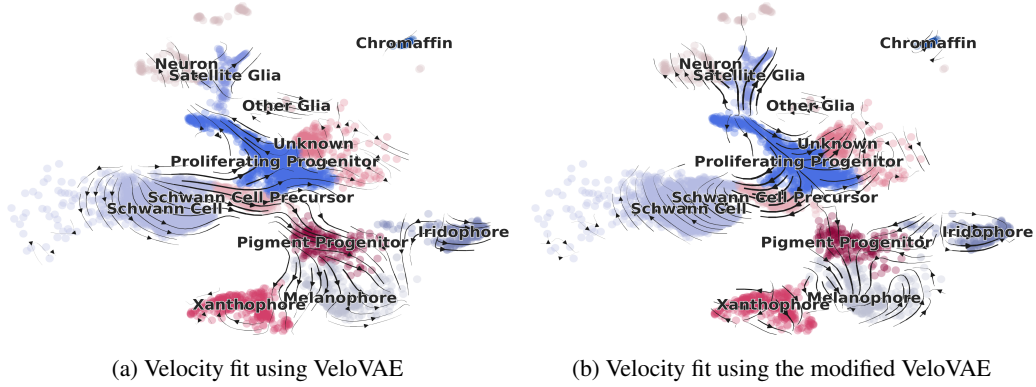 Chromaffin
Neuron
Satellite Glia
Other Glia
Unknown
Proliferating Progenitor
Schwann Cell Precursor
Schwann Cell
Iridophore
Pigment Progenitor
Melanophore
Xanthophore
(a) Velocity fit using VeloVAE
Chromaffin
Neuron
Satellite Glia
Other Glia
Unknown
Proliferating Progenitor
Schwann Cell Precursor
Schwann Cell
Iridophore
Pigment Progenitor
Melanophore
Xanthophore
(b) Velocity fit using the modified VeloVAE